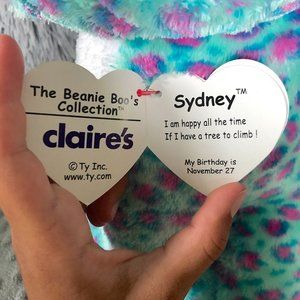 The Beanie Boo's
Collection™
claire's
© Ty Inc.
www.ty.com
Sydney™
I am happy all the time
If I have a tree to climb !
My Birthday is
November 27